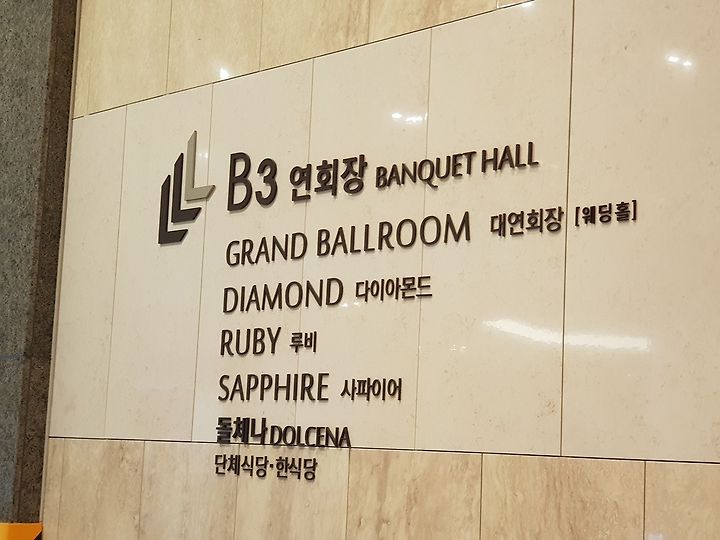 B3 연회장 BANQUET HALL
GRAND BALLROOM 대연회장 [웨딩홀]
DIAMOND 다이아몬드
RUBY 루비
SAPPHIRE 사파이어
돌체나 DOLCENA
단체식당·한식당